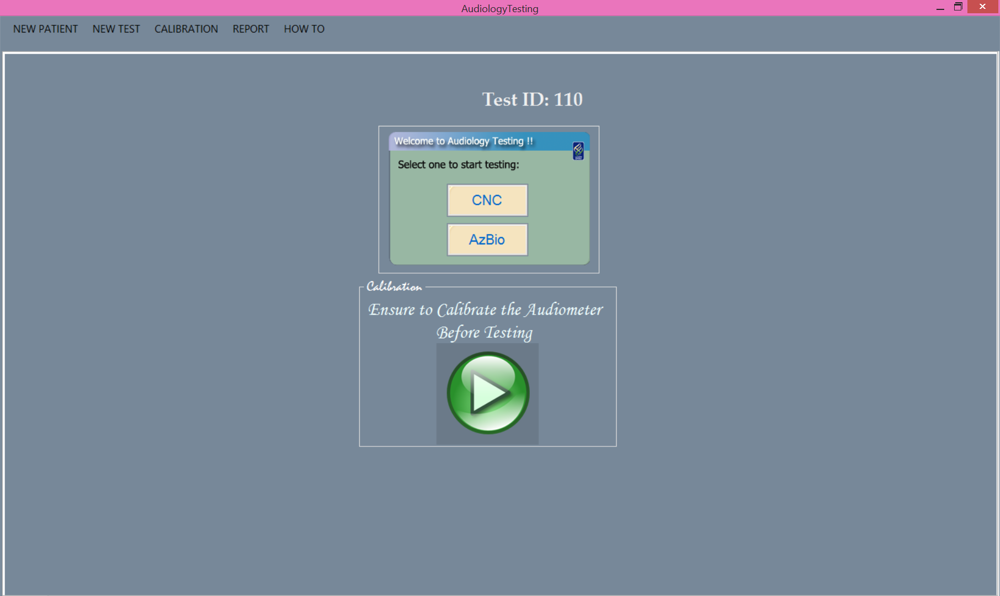 AudiologyTesting
NEW PATIENT NEW TEST CALIBRATION REPORT HOW TO
Test ID: 110
Welcome to Audiology Testing !!
Select one to start testing:
CNC
AzBio
Calibration
Ensure to Calibrate the Audiometer
Before Testing